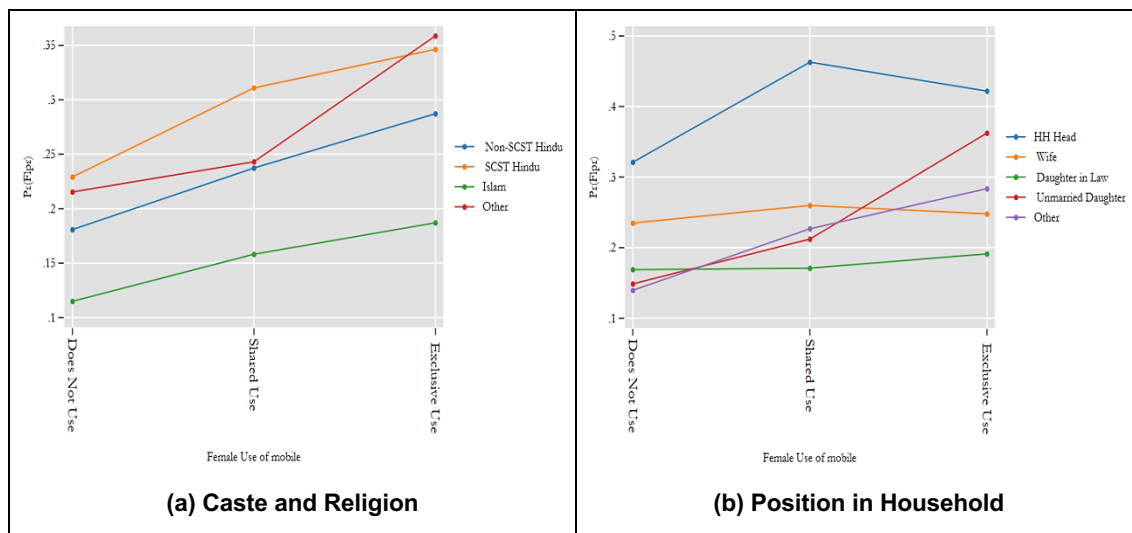 .35
.3
.25
.2
.15
.1
Pr(Flpr)
Does Not Use
Shared Use
Exclusive Use
Female Use of mobile
Non-SCST Hindu
SCST Hindu
Islam
Other
(a) Caste and Religion
.5
.4
.3
.2
.1
Pr(Flpr)
Does Not Use
Shared Use
Exclusive Use
Female Use of mobile
HH Head
Wife
Daughter in Law
Unmarried Daughter
Other
(b) Position in Household